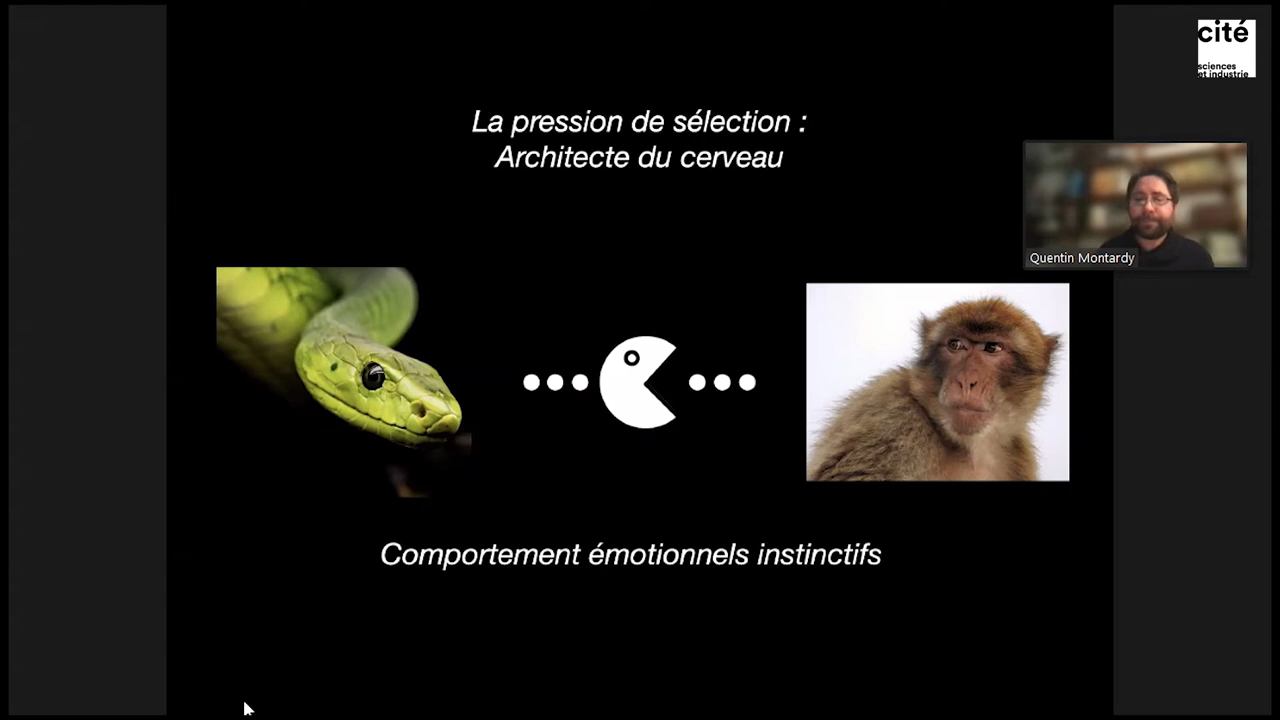 cité
sciences
et industrie
La pression de sélection :
Architecte du cerveau
Quentin Montardy
Comportement émotionnels instinctifs